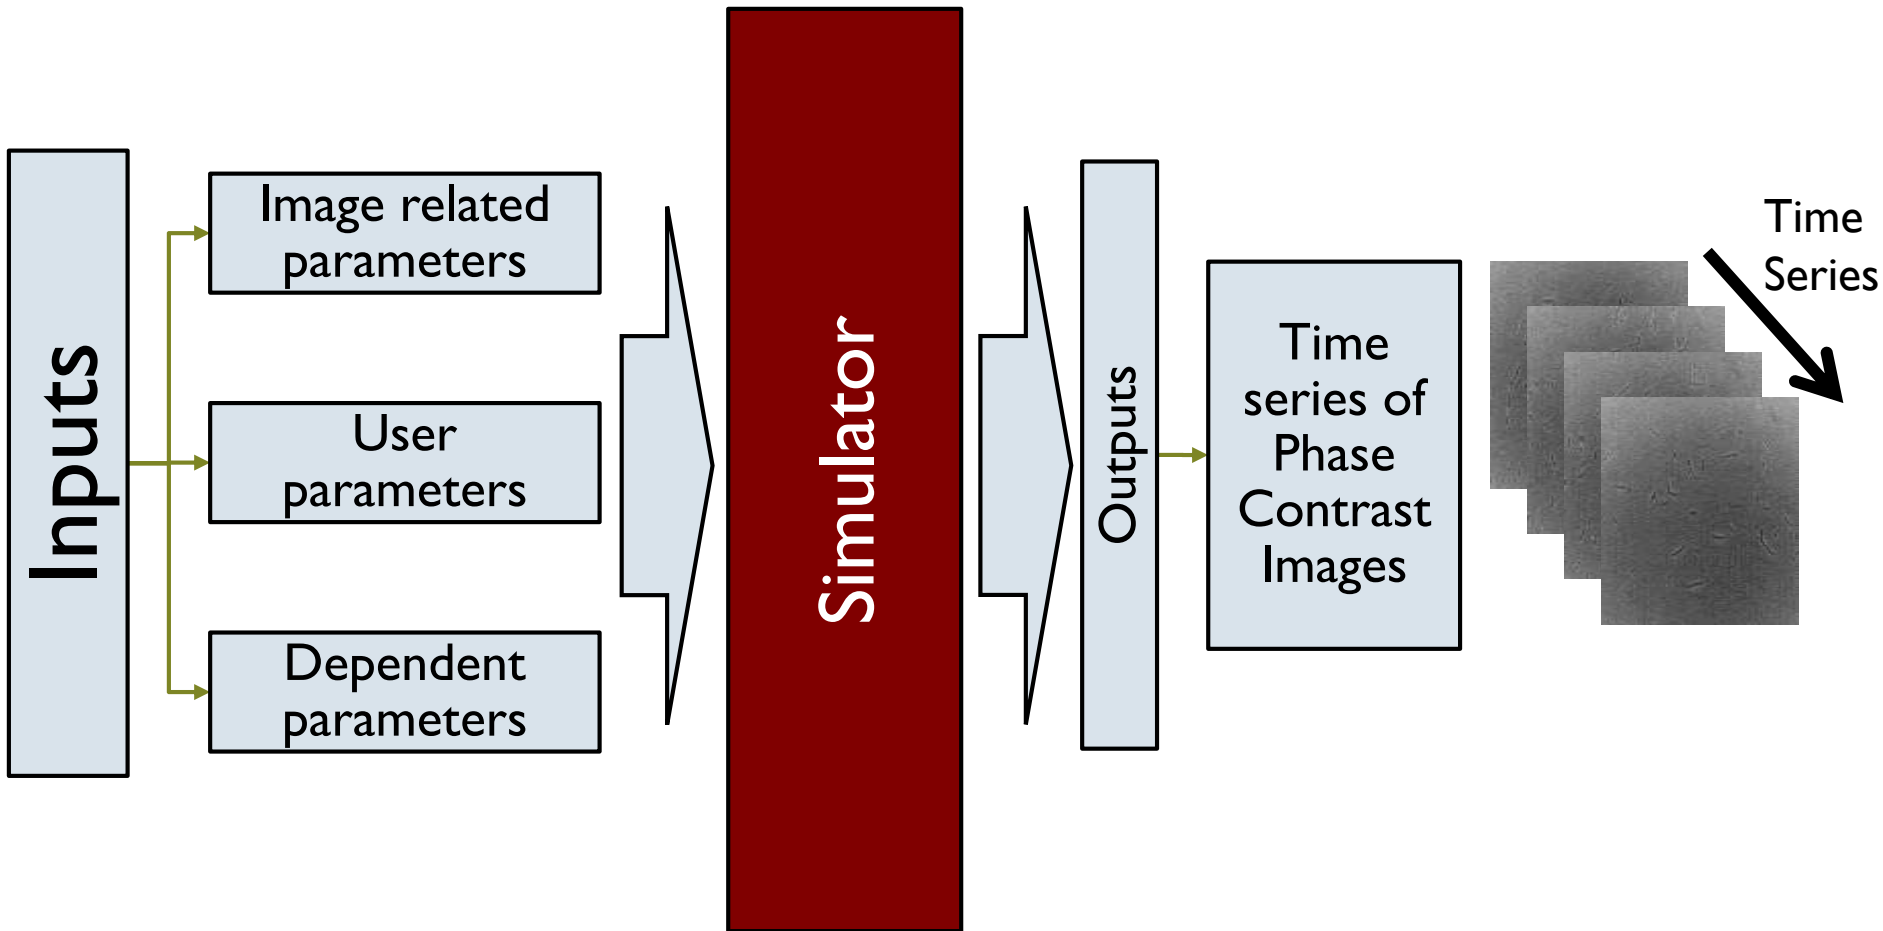 Inputs
Image related
parameters
User
parameters
Dependent
parameters
Simulator
Outputs
Time
series of
Phase
Contrast
Images
Time
Series